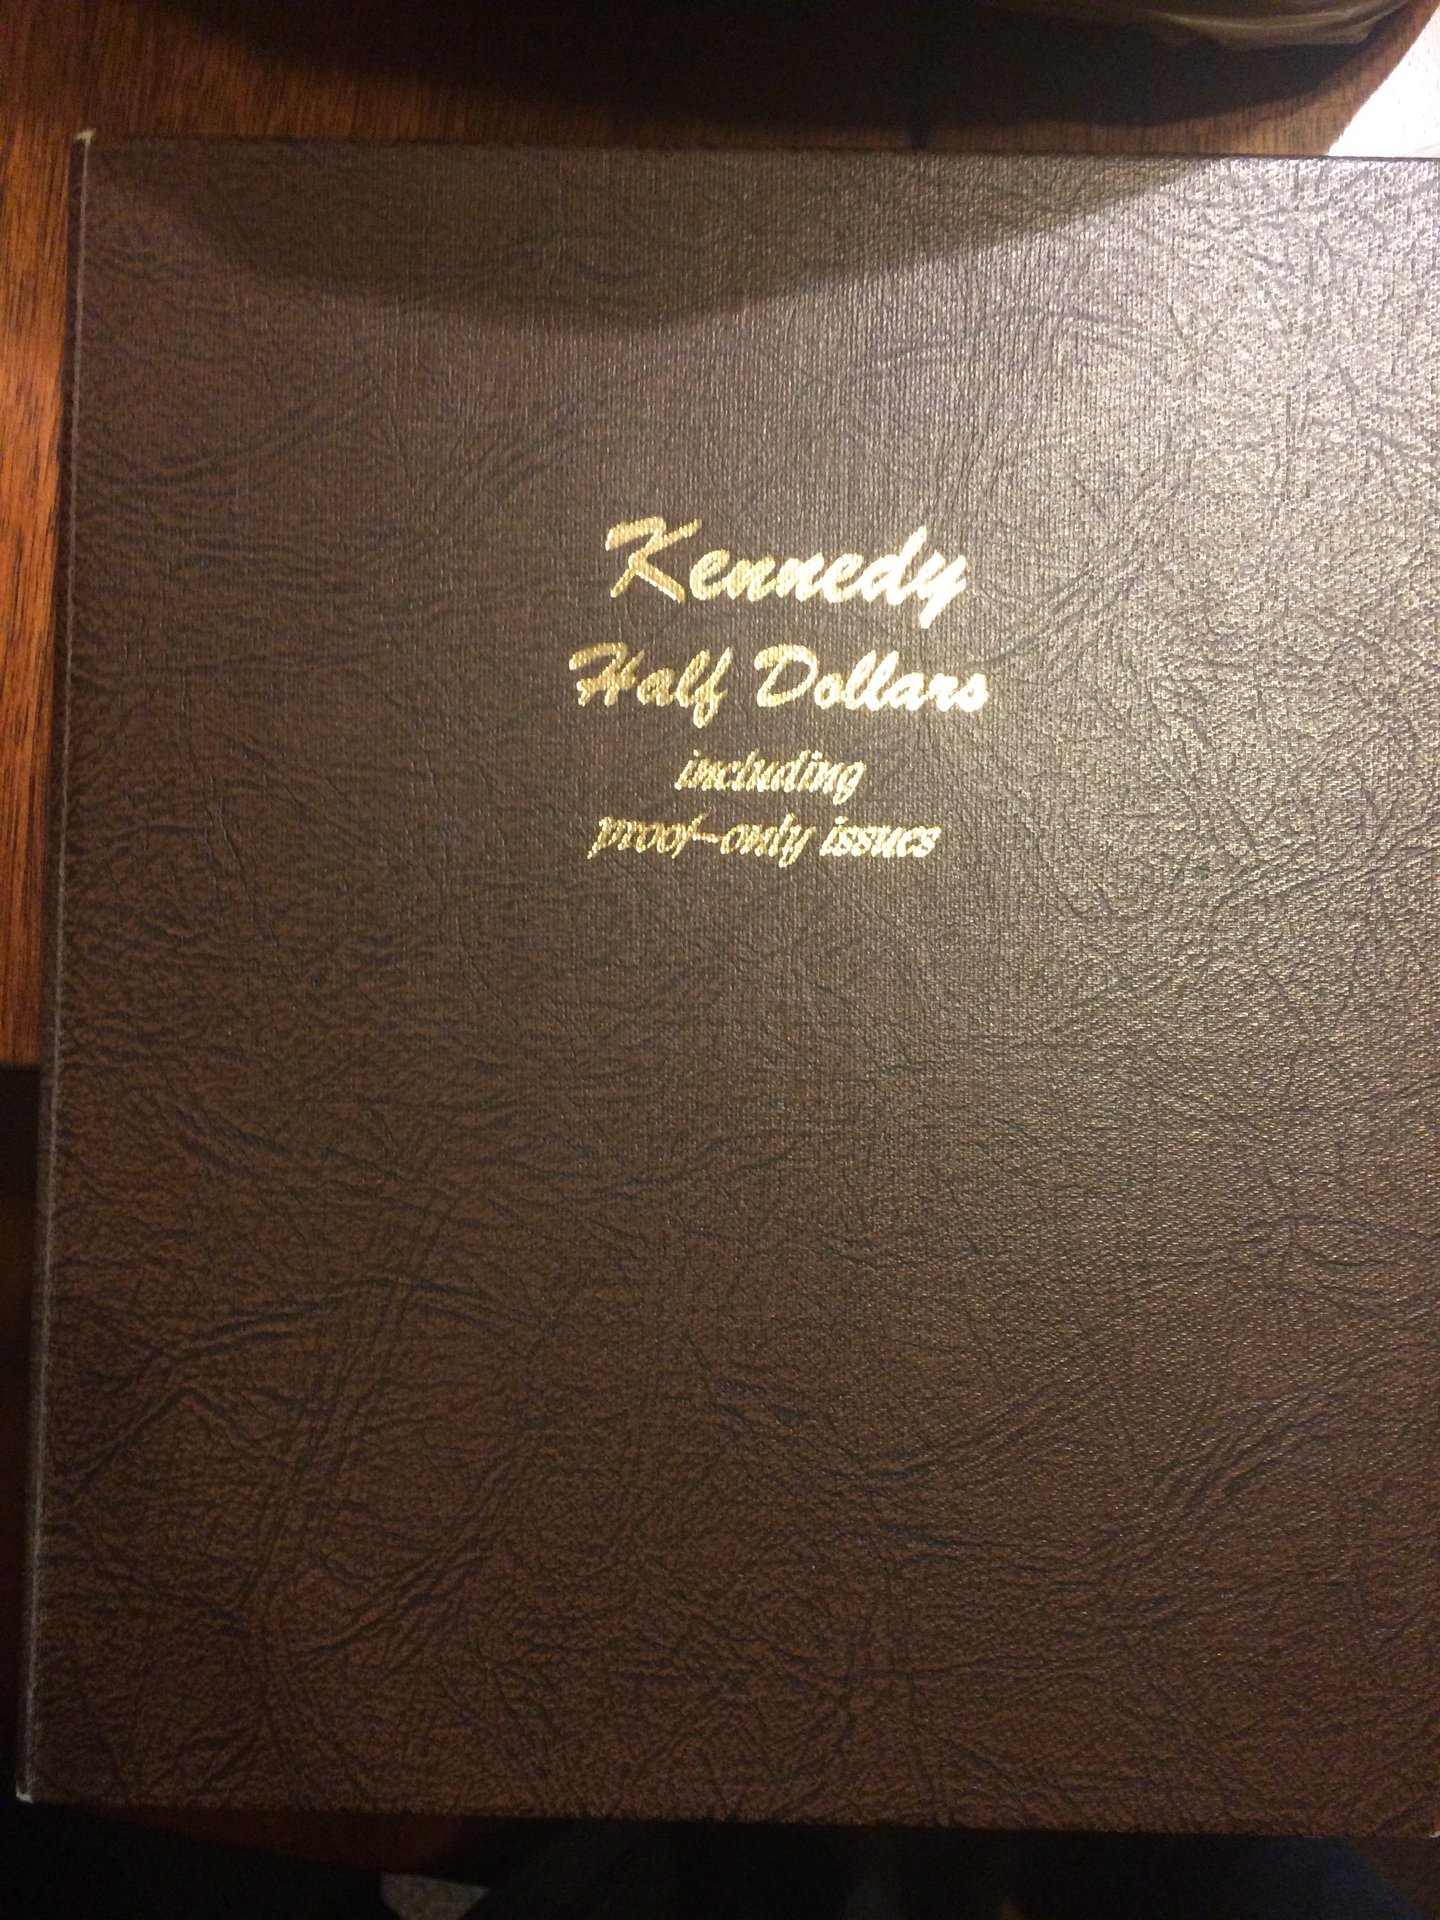 Kennedy
Half Dollars
including
proof-only issues